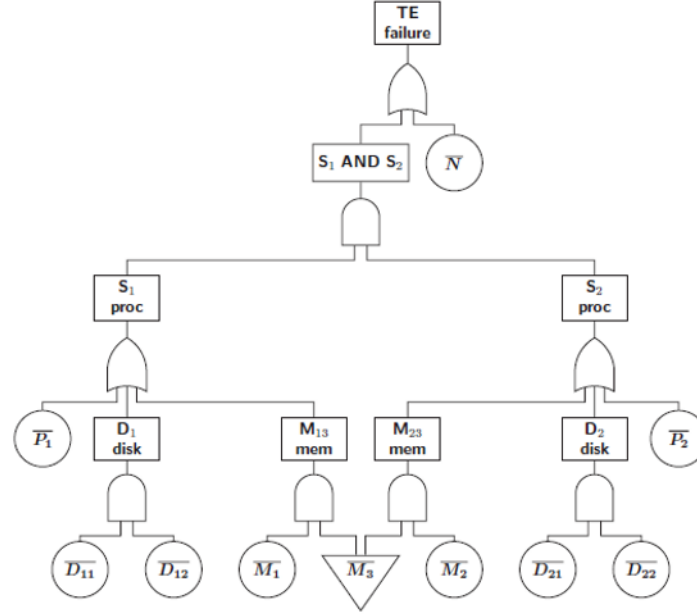 TE
failure
S₁ AND S₂
N̅
S₁
proc
S₂
proc
P̅₁
D₁
disk
M₁₃
mem
M₂₃
mem
D₂
disk
P̅₂
D̅₁₁
D̅₁₂
M̅₁
M̅₃
M̅₂
D̅₂₁
D̅₂₂